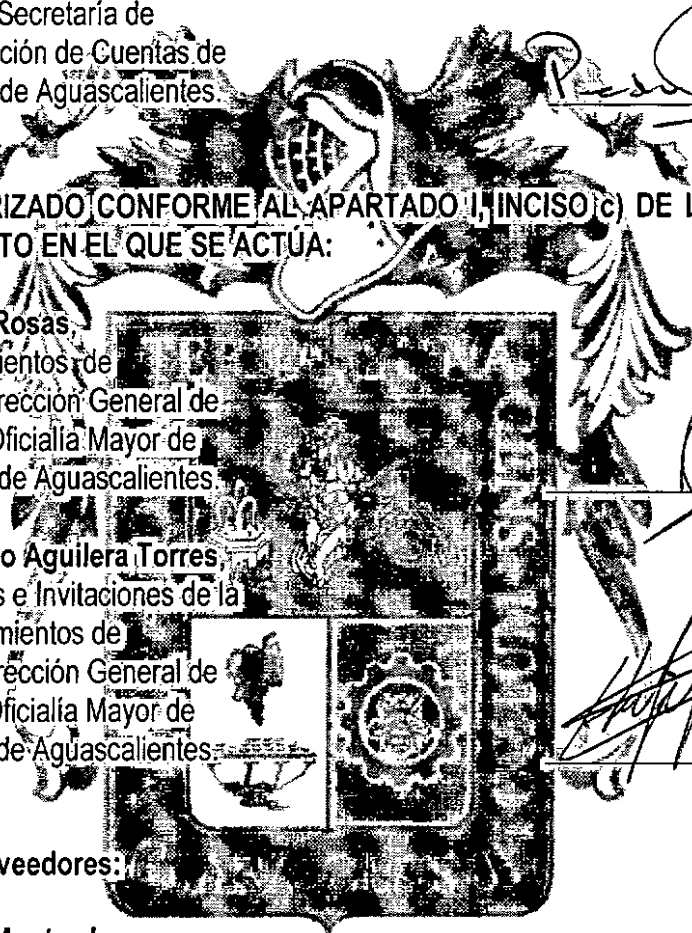 Secretaría de
ción de Cuentas de
de Aguascalientes.
RIZADO CONFORME AL APARTADO I, INCISO c) DE L
TO EN EL QUE SE ACTÚA:
Rosas,
ientos de
rección General de
Oficialía Mayor de
de Aguascalientes.
o Aguilera Torres,
s e Invitaciones de la
mientos de
rección General de
Oficialía Mayor de
de Aguascalientes.
veedores: